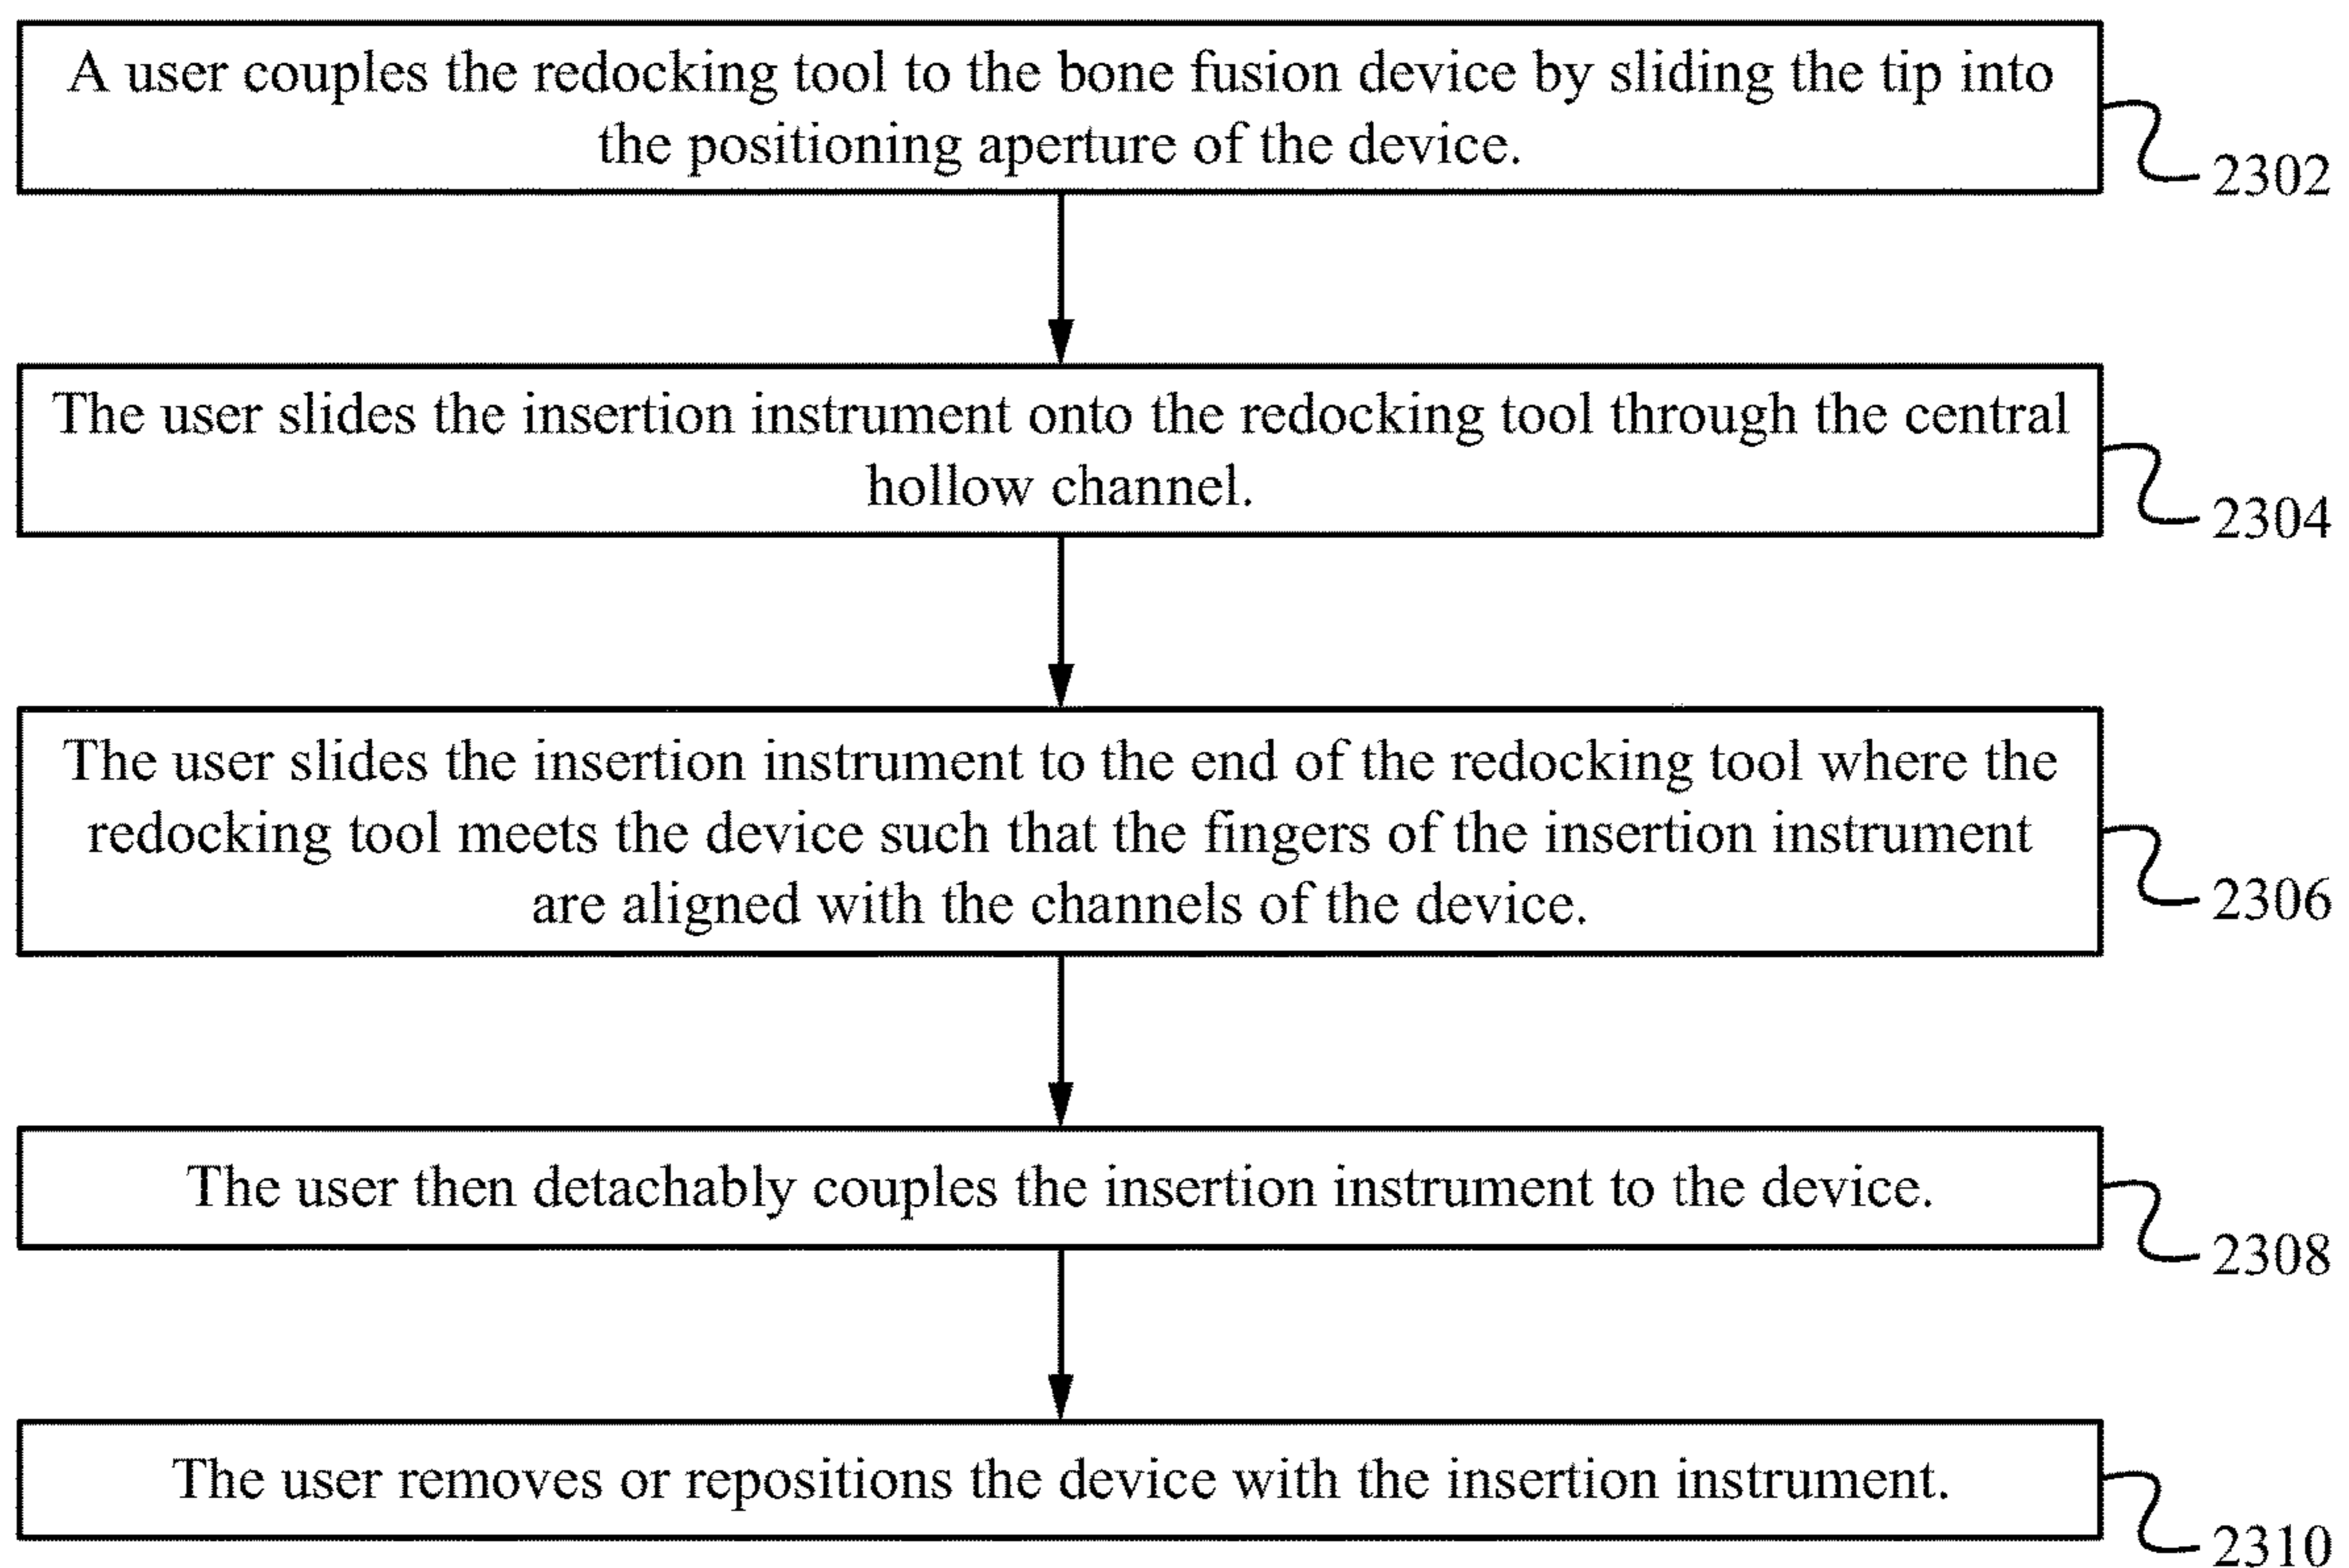 A user couples the redocking tool to the bone fusion device by sliding the tip into
the positioning aperture of the device.
2302
The user slides the insertion instrument onto the redocking tool through the central
hollow channel.
2304
The user slides the insertion instrument to the end of the redocking tool where the
redocking tool meets the device such that the fingers of the insertion instrument
are aligned with the channels of the device.
2306
The user then detachably couples the insertion instrument to the device.
2308
The user removes or repositions the device with the insertion instrument.
2310